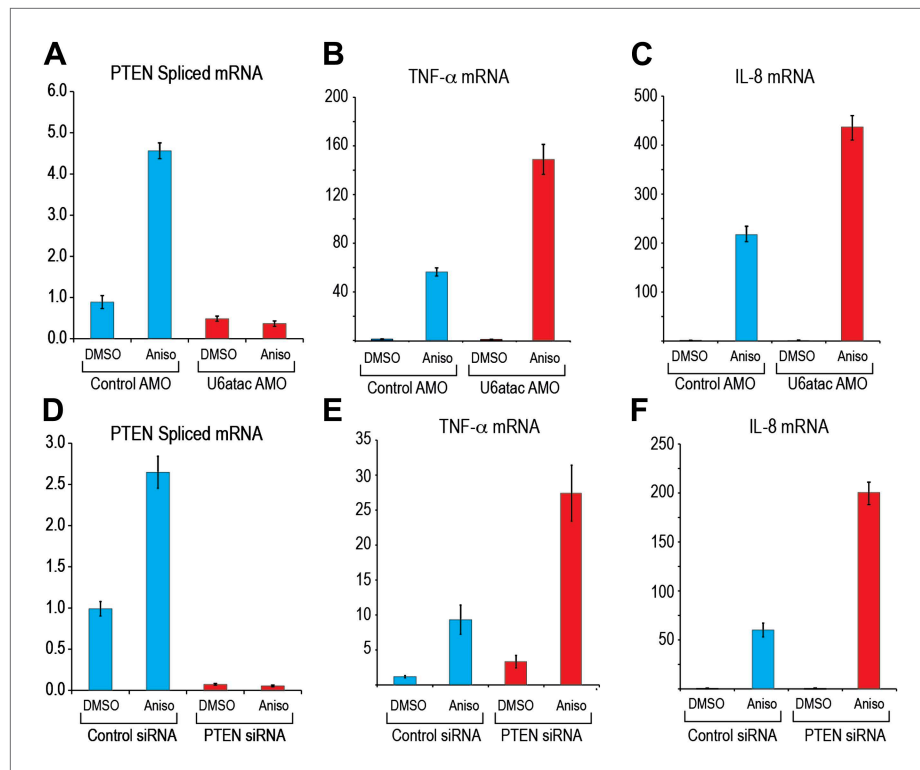 A
PTEN Spliced mRNA
8.0
7.0
6.0
5.0
4.0
3.0
2.0
1.0
0.0
DMSO Aniso DMSO Aniso
Control AMO U6atac AMO
B
TNF-α mRNA
200
160
120
80
60
40
DMSO Aniso DMSO Aniso
Control AMO U6atac AMO
C
IL-8 mRNA
500
400
300
200
100
DMSO Aniso DMSO Aniso
Control AMO U6atac AMO
D
PTEN Spliced mRNA
3.0
2.5
2.0
1.5
1.0
0.5
0.0
DMSO Aniso DMSO Aniso
Control siRNA PTEN siRNA
E
TNF-α mRNA
35
30
25
20
15
10
5
0
DMSO Aniso DMSO Aniso
Control siRNA PTEN siRNA
F
IL-8 mRNA
250
200
150
100
50
DMSO Aniso DMSO Aniso
Control siRNA PTEN siRNA